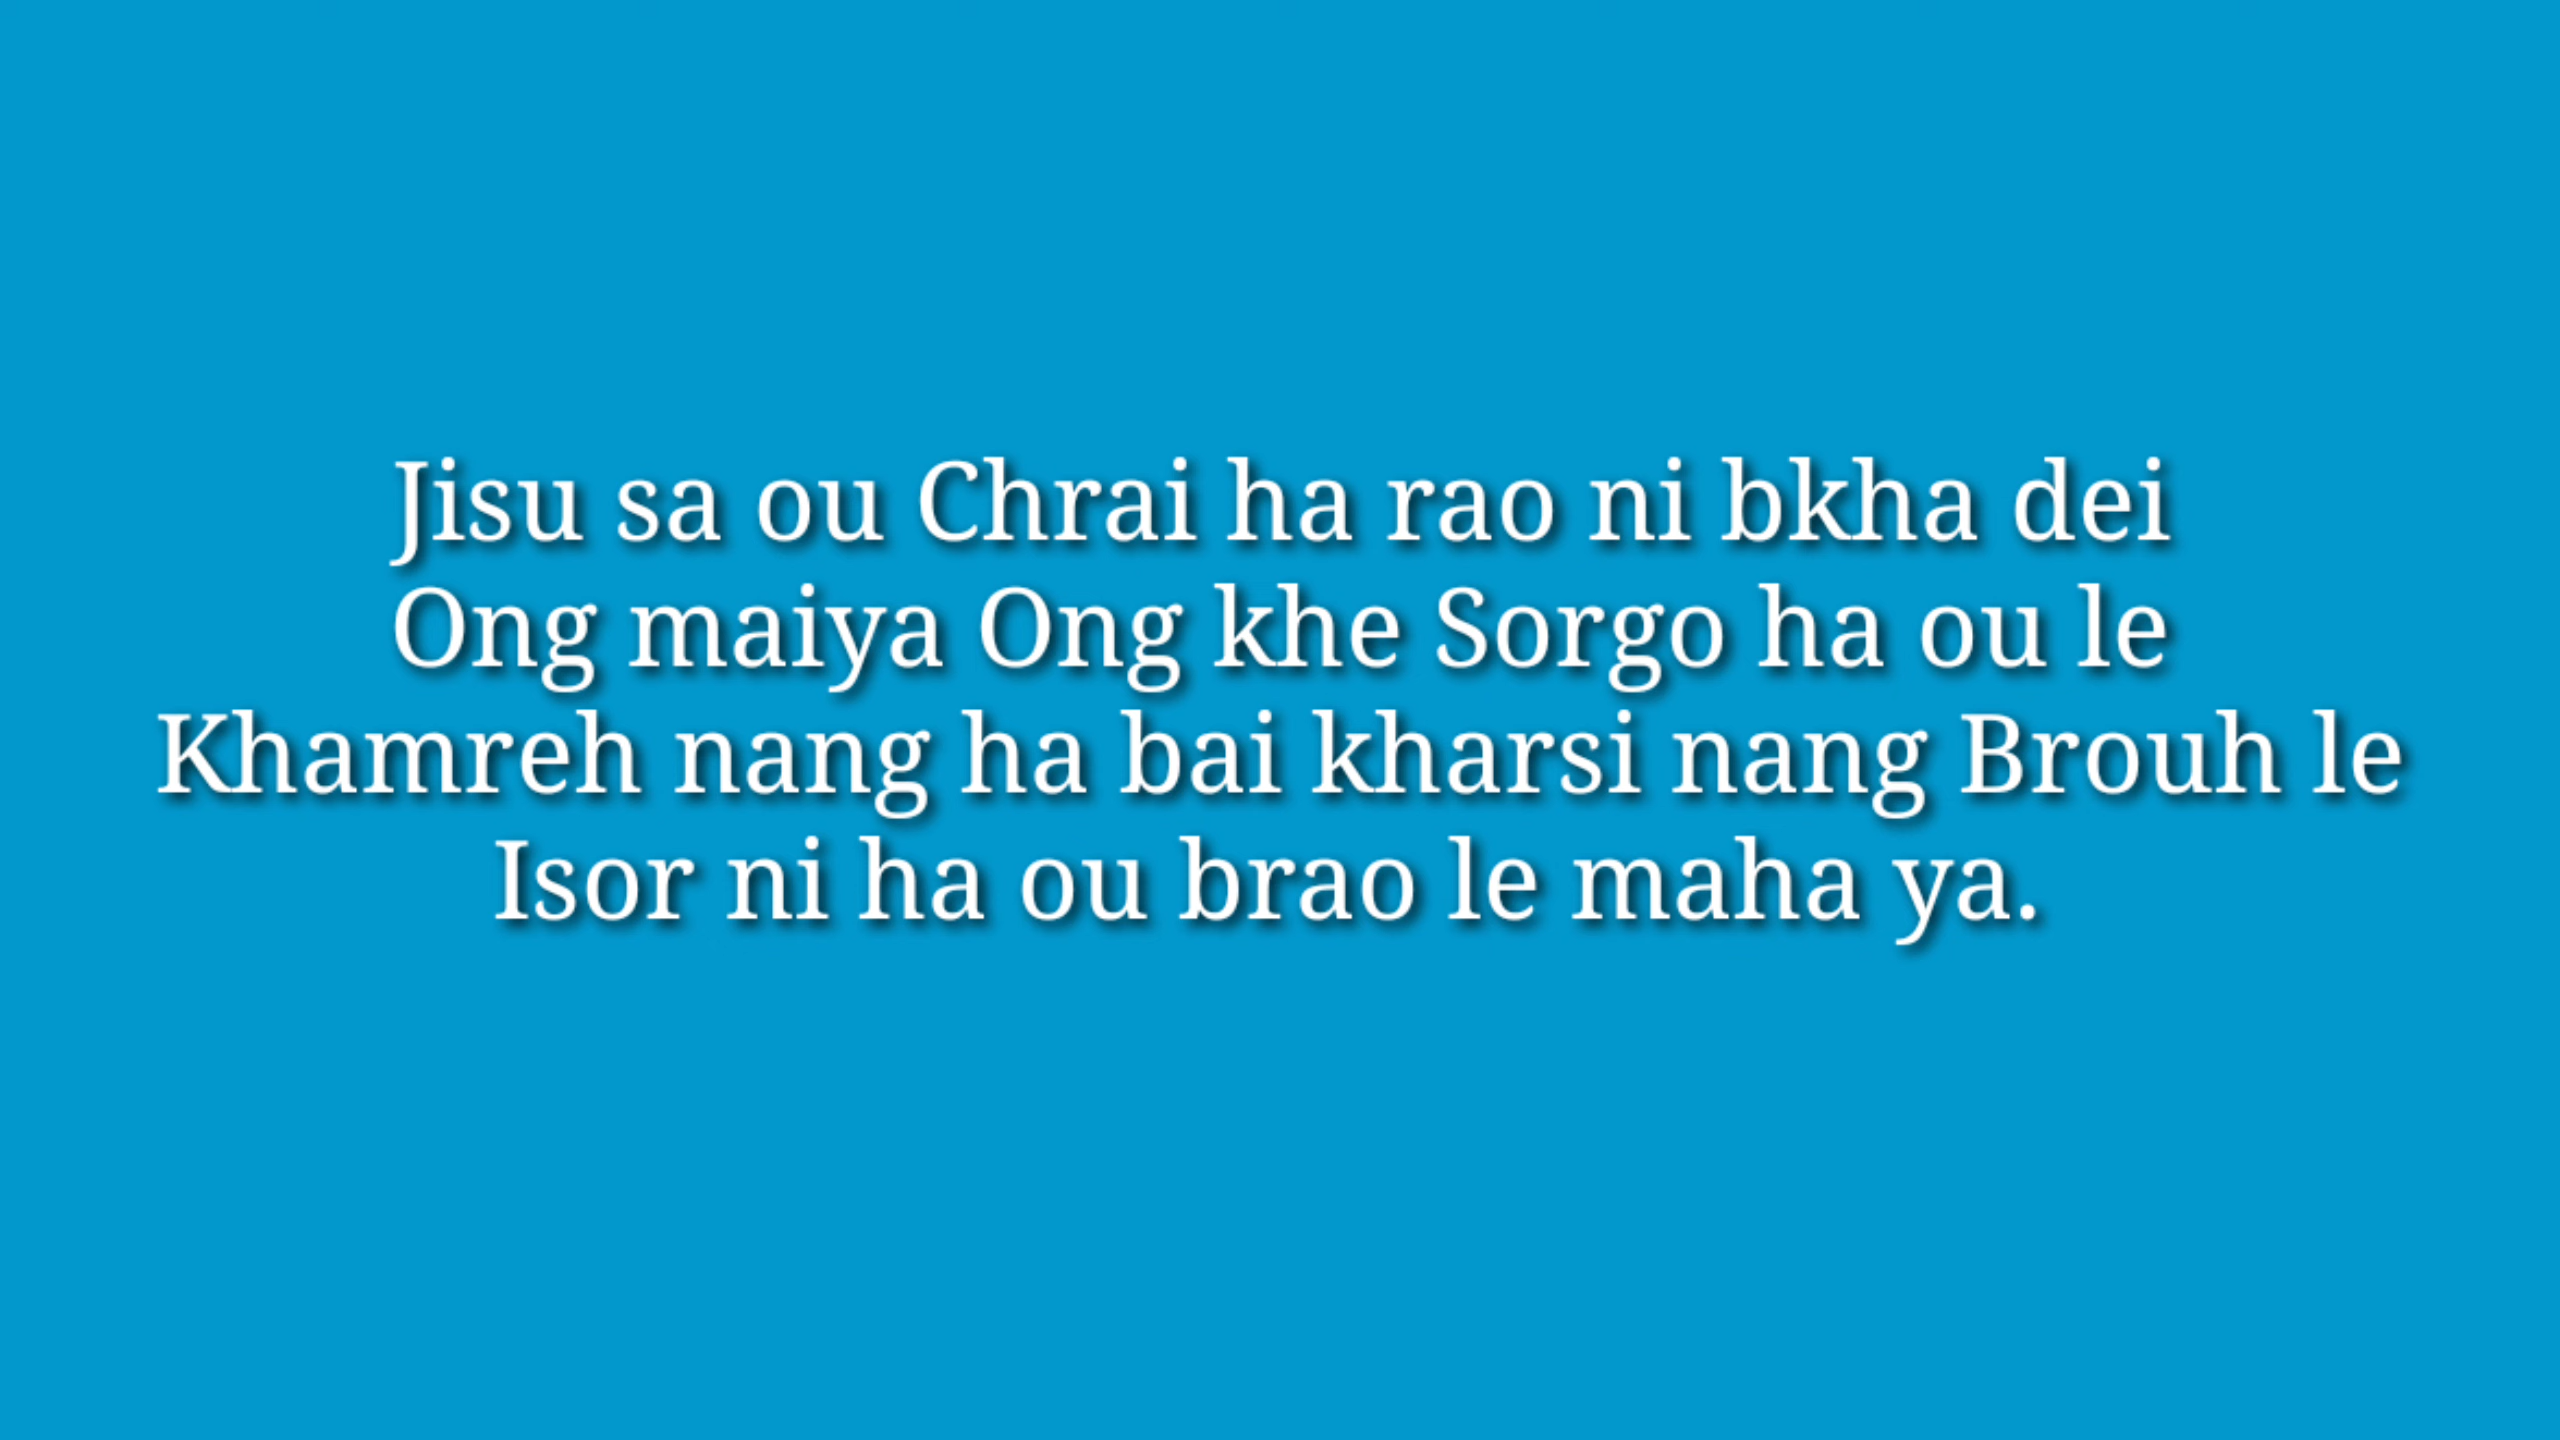 Jisu sa ou Chrai ha rao ni bkha dei
Ong maiya Ong khe Sorgo ha ou le
Khamreh nang ha bai kharsi nang Brouh le
Isor ni ha ou brao le maha ya.